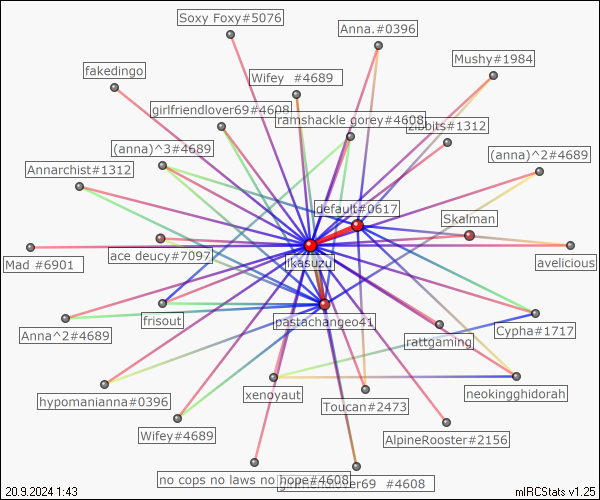 Soxy Foxy#5076
Anna.#0396
Mushy#1984
fakedingo
Wifey  #4689
girlfriendlover69#4608
ramshackle gorey#4608
zibbits#1312
(anna)^3#4689
(anna)^2#4689
Annarchist#1312
default#0617
Skalman
ace deucy#7097
ikasuzu
Mad #6901
avelicious
frisout
pastachangeo41
Anna^2#4689
rattgaming
Cypha#1717
hypomanianna#0396
xenoyaut
Toucan#2473
neokingghidorah
Wifey#4689
AlpineRooster#2156
no cops no laws no hope#4608
girlfriendlover69  #4608
20.9.2024 1:43
mIRCStats v1.25